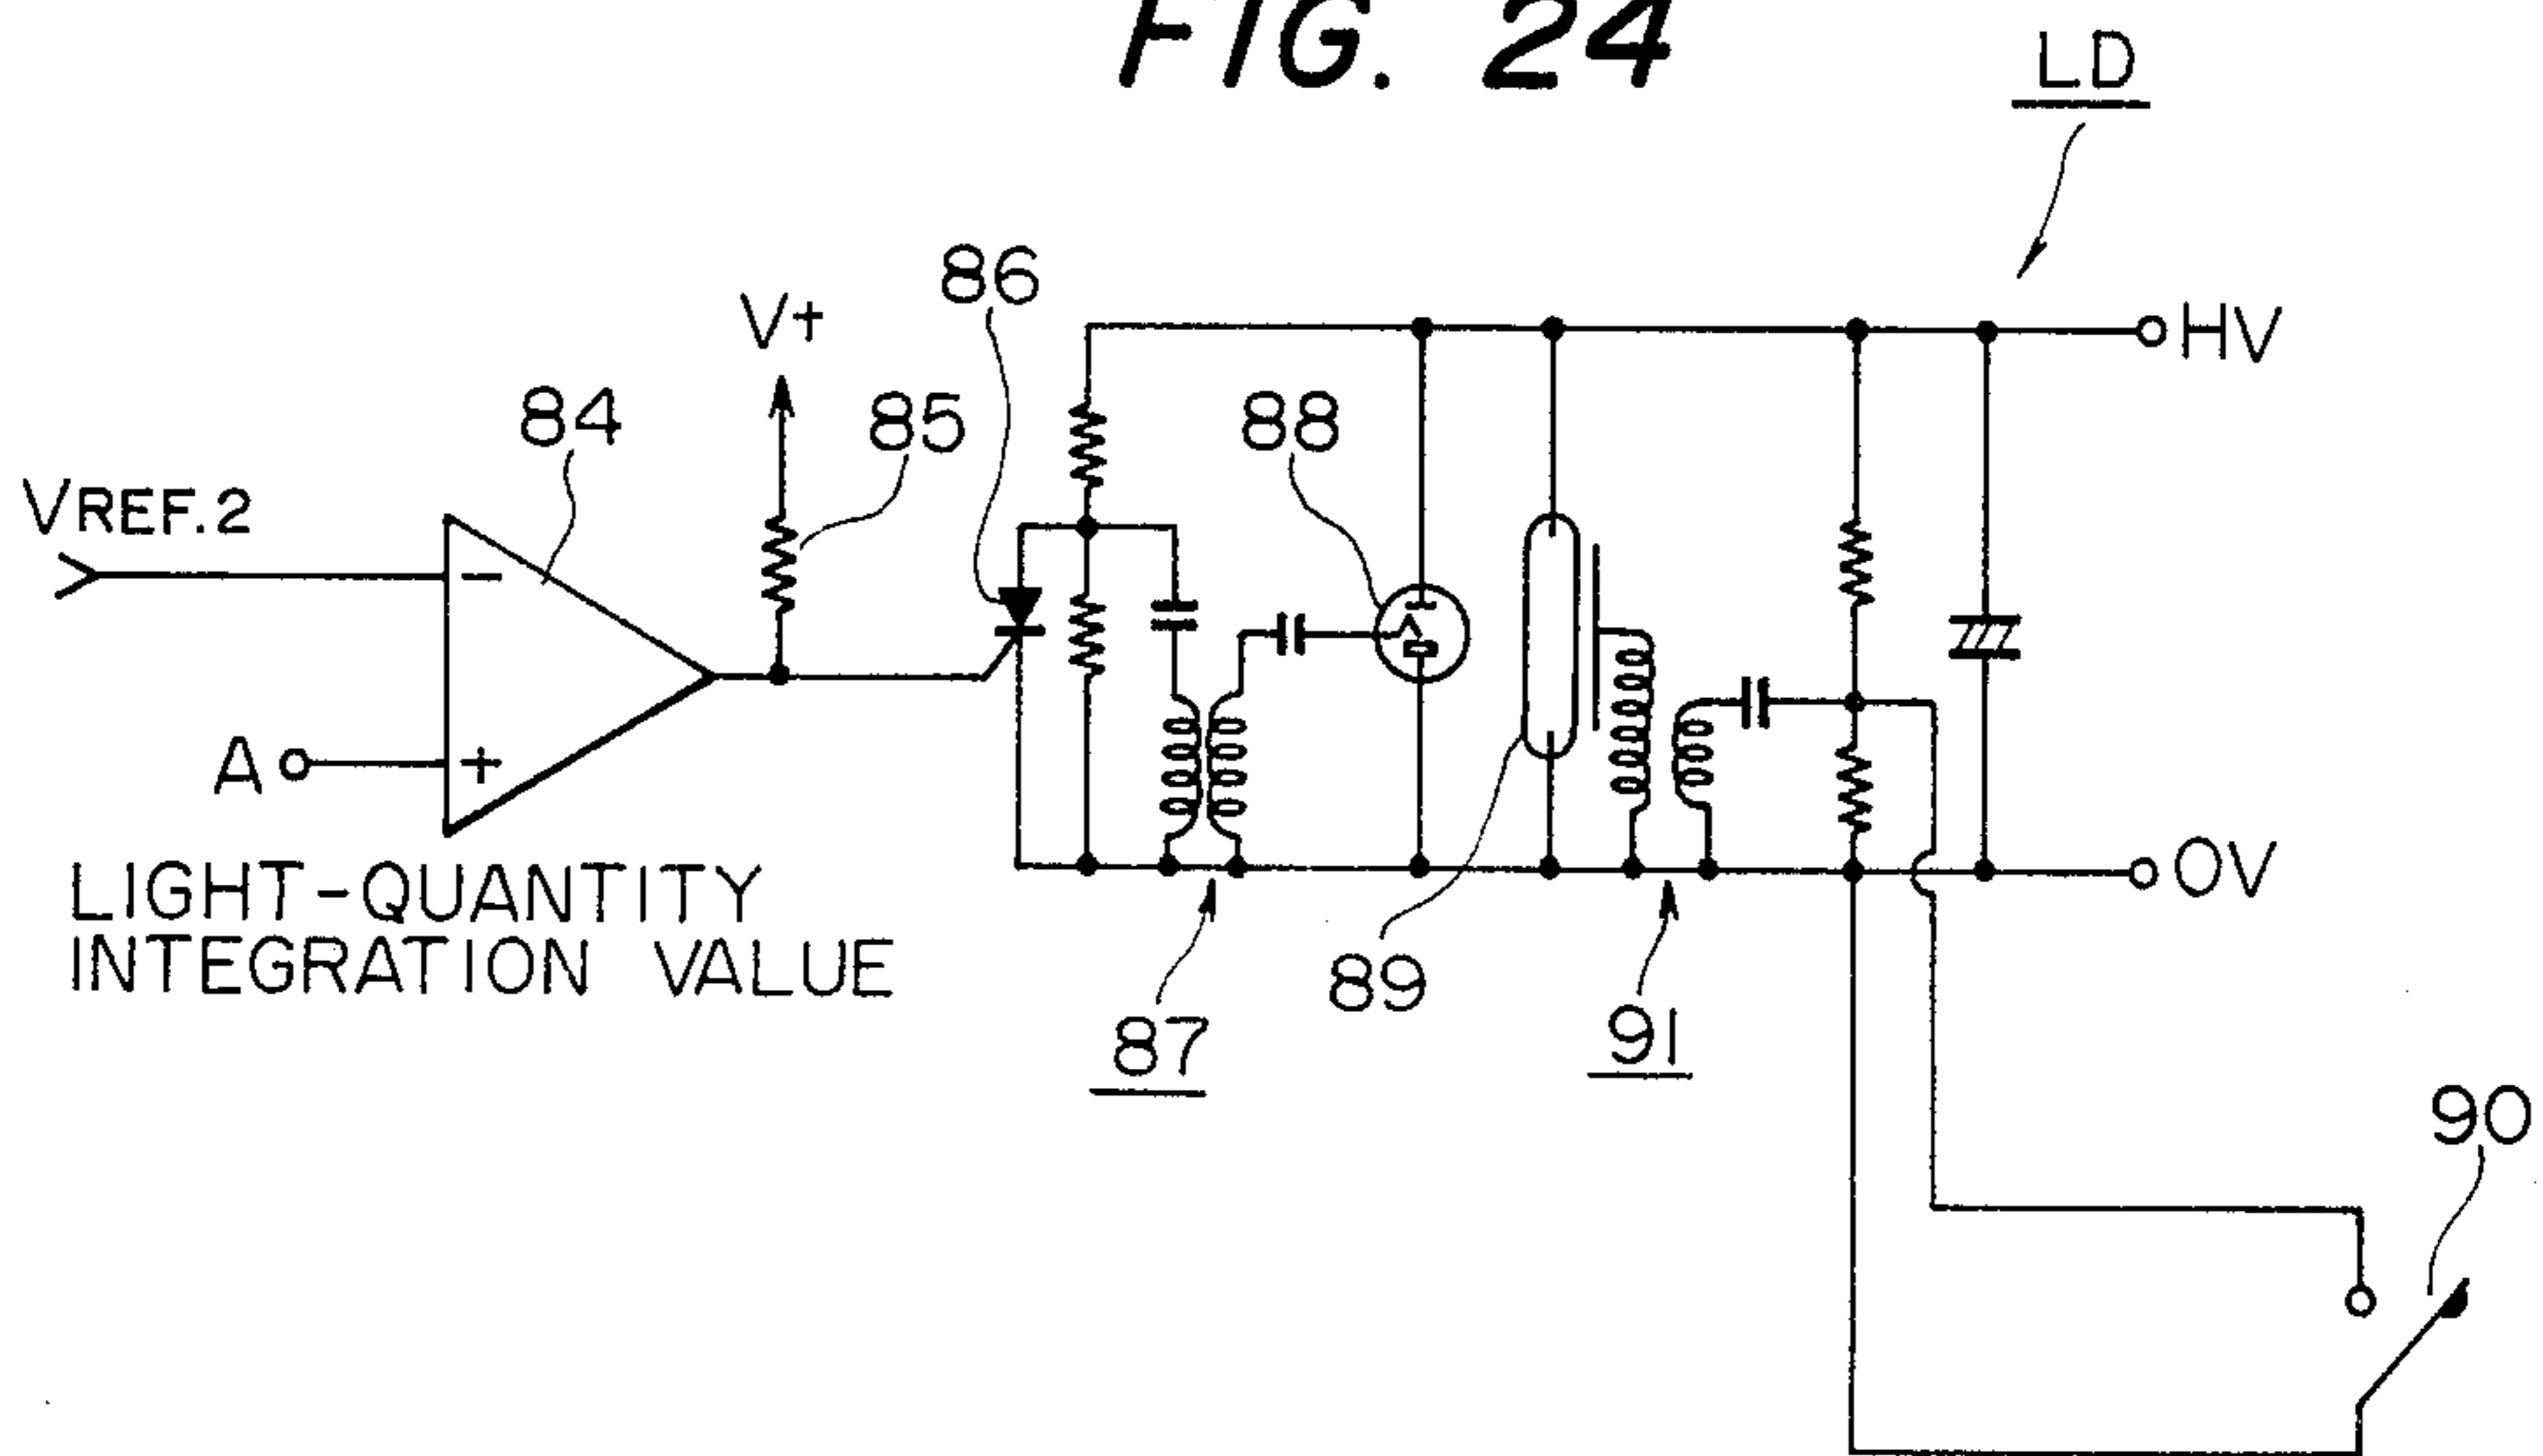 FIG. 24
LD
V+
86
HV
84
85
88
VREF.2
-
A
+
0V
LIGHT-QUANTITY
INTEGRATION VALUE
89
87
91
90